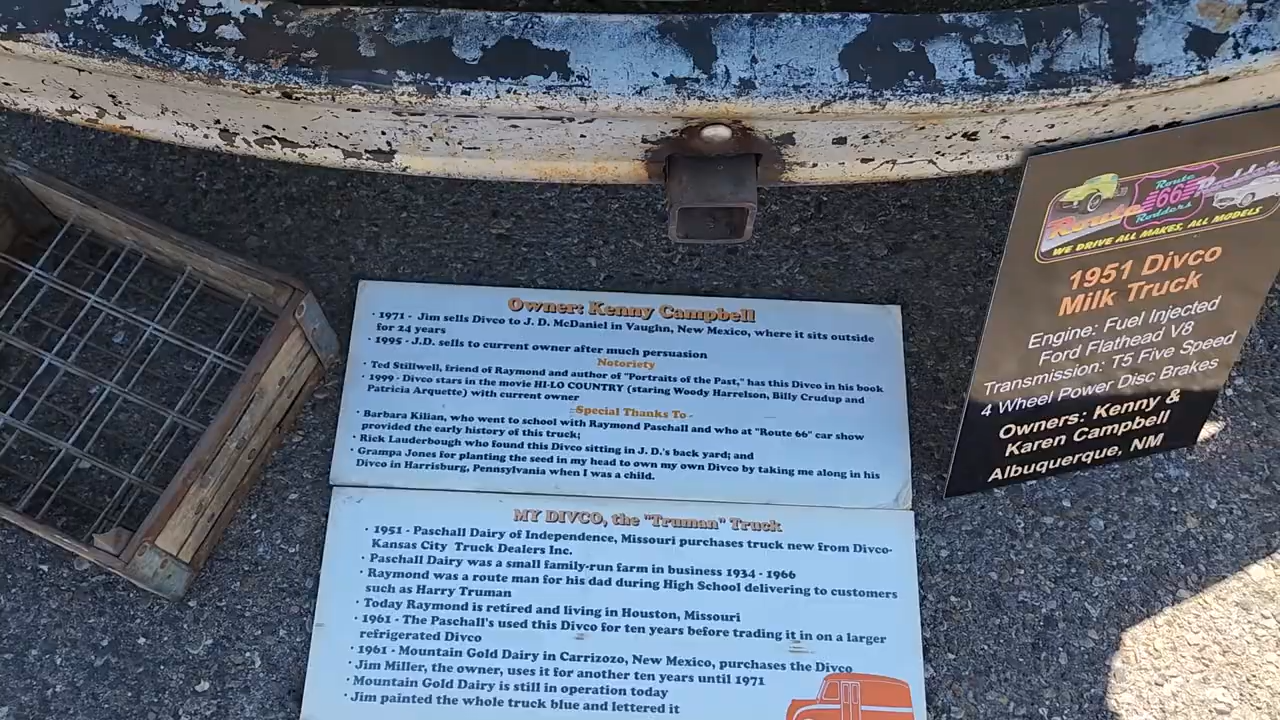 Owner: Kenny Campbell
• 1971 - Jim sells Divco to J. D. McDaniel in Vaughn, New Mexico, where it sits outside
for 24 years
• 1995 - J.D. sells to current owner after much persuasion
Notoriety
• Ted Stillwell, friend of Raymond and author of "Portraits of the Past," has this Divco in his book
• 1999 - Divco stars in the movie HI-LO COUNTRY (staring Woody Harrelson, Billy Crudup and
Patricia Arquette) with current owner
Special Thanks To
• Barbara Kilian, who went to school with Raymond Paschall and who at "Route 66" car show
provided the early history of this truck;
• Rick Lauderbough who found this Divco sitting in J. D.'s back yard; and
• Grampa Jones for planting the seed in my head to own my own Divco by taking me along in his
Divco in Harrisburg, Pennsylvania when I was a child.
MY DIVCO, the "Truman" Truck
• 1951 - Paschall Dairy of Independence, Missouri purchases truck new from Divco-
Kansas City Truck Dealers Inc.
• Paschall Dairy was a small family-run farm in business 1934 - 1966
• Raymond was a route man for his dad during High School delivering to customers
such as Harry Truman
• Today Raymond is retired and living in Houston, Missouri
• 1961 - The Paschall's used this Divco for ten years before trading it in on a larger
refrigerated Divco
• 1961 - Mountain Gold Dairy in Carrizozo, New Mexico, purchases the Divco
• Jim Miller, the owner, uses it for another ten years until 1971
• Mountain Gold Dairy is still in operation today
• Jim painted the whole truck blue and lettered it
Route
66
Rodders
Route Rodders
WE DRIVE ALL MAKES, ALL MODELS
1951 Divco
Milk Truck
Engine: Fuel Injected
Ford Flathead V8
Transmission: T5 Five Speed
4 Wheel Power Disc Brakes
Owners: Kenny &
Karen Campbell
Albuquerque, NM